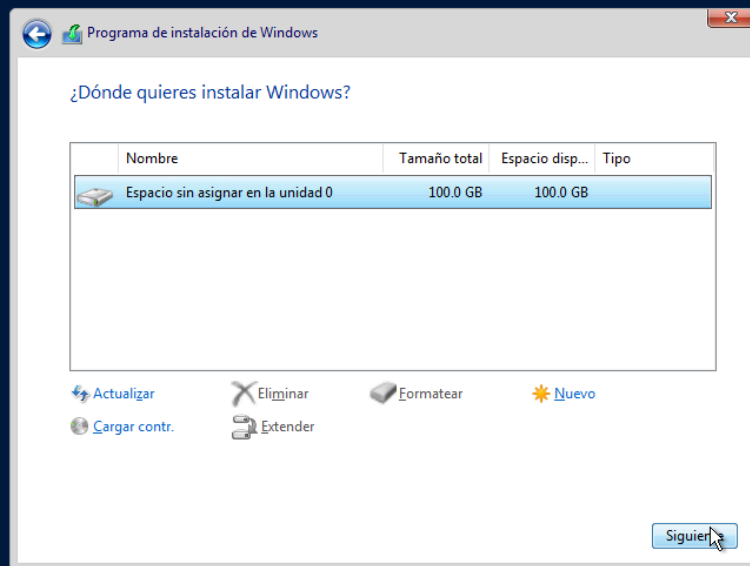 Programa de instalación de Windows
¿Dónde quieres instalar Windows?
Nombre Tamaño total Espacio disp... Tipo
Espacio sin asignar en la unidad 0 100.0 GB 100.0 GB
Actualizar Eliminar Formatear Nuevo
Cargar contr. Extender
Siguiente